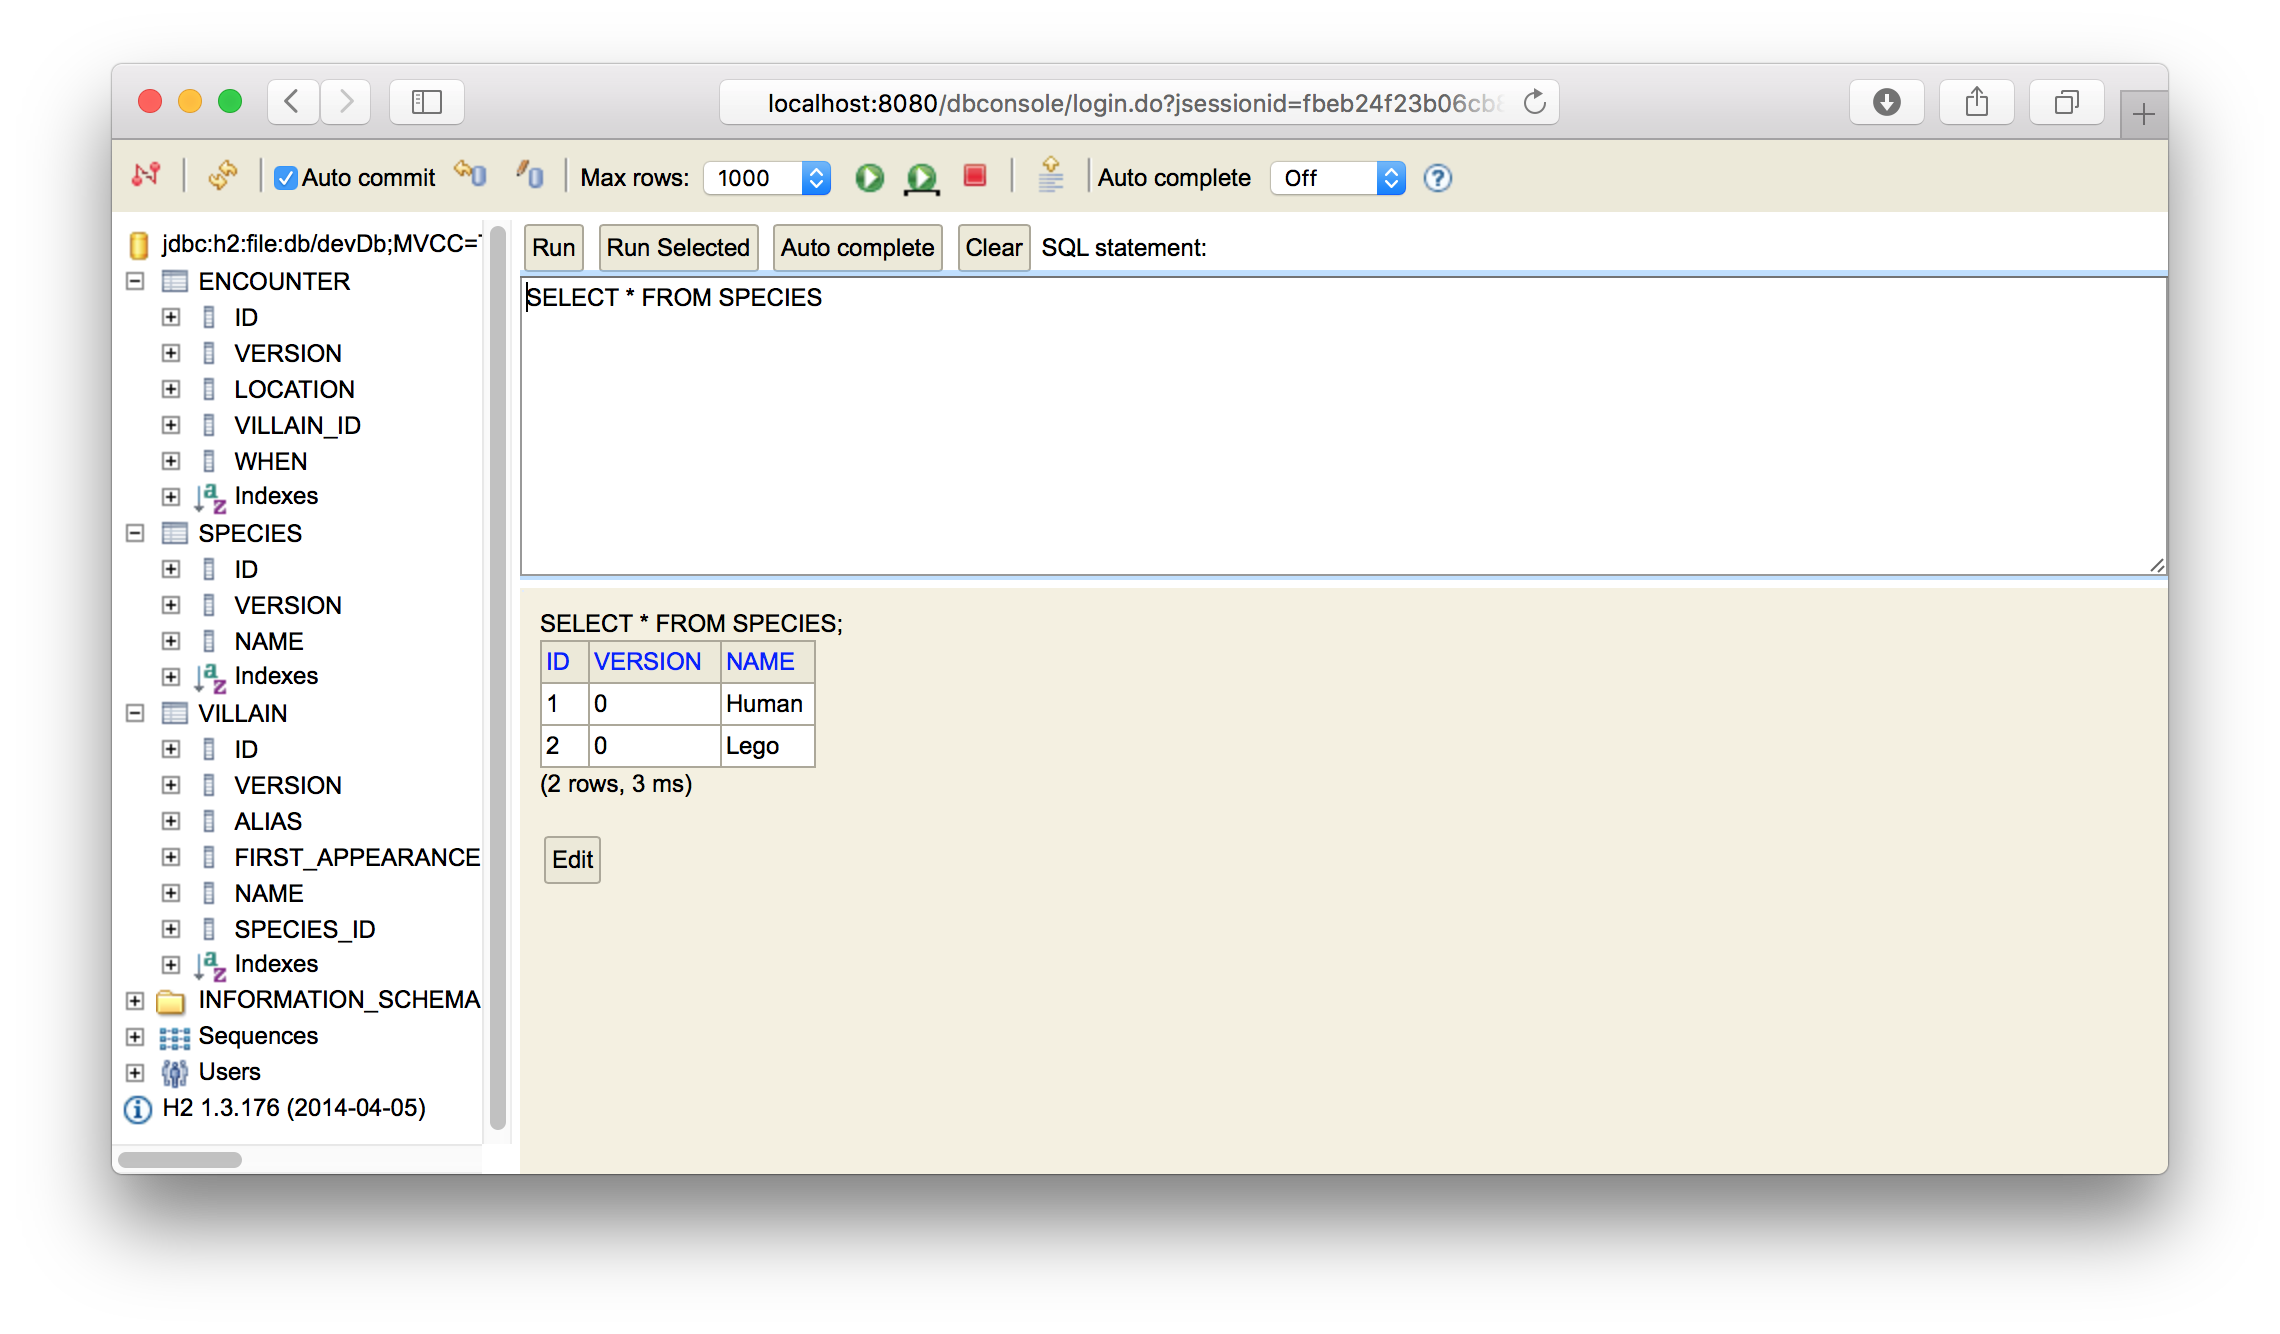 localhost:8080/dbconsole/login.do?jsessionid=fbeb24f23b06cb
Auto commit Max rows: 1000 Auto complete Off
jdbc:h2:file:db/devDb;MVCC=
ENCOUNTER
ID
VERSION
LOCATION
VILLAIN_ID
WHEN
Indexes
SPECIES
ID
VERSION
NAME
Indexes
VILLAIN
ID
VERSION
ALIAS
FIRST_APPEARANCE
NAME
SPECIES_ID
Indexes
INFORMATION_SCHEMA
Sequences
Users
H2 1.3.176 (2014-04-05)
Run Run Selected Auto complete Clear SQL statement:
SELECT * FROM SPECIES
SELECT * FROM SPECIES;
ID VERSION NAME
1 0 Human
2 0 Lego
(2 rows, 3 ms)
Edit